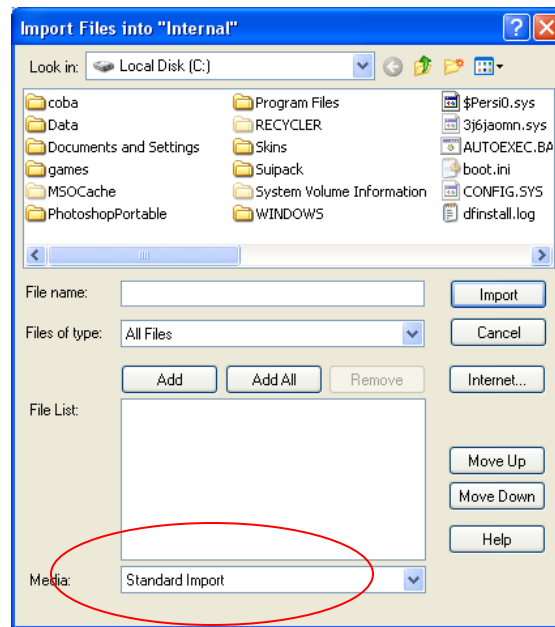 Import Files into "Internal"
Look in: Local Disk (C:)
coba Program Files $Persi0.sys
Data RECYCLER 3j6jaomn.sys
Documents and Settings Skins AUTOEXEC.BA
games Suipack boot.ini
MSOCache System Volume Information CONFIG.SYS
PhotoshopPortable WINDOWS dfinstall.log
File name: Import
Files of type: All Files Cancel
Add Add All Remove Internet...
File List:
Move Up
Move Down
Help
Media: Standard Import